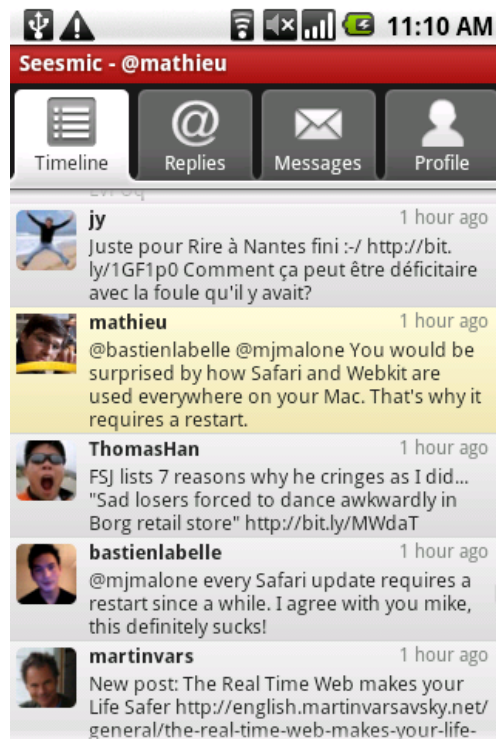 11:10 AM
Seesmic - @mathieu
Timeline
Replies
Messages
Profile
jy
1 hour ago
Juste pour Rire à Nantes fini :-/ http://bit.
ly/1GF1p0 Comment ça peut être déficitaire
avec la foule qu'il y avait?
mathieu
1 hour ago
@bastienlabelle @mjmalone You would be
surprised by how Safari and Webkit are
used everywhere on your Mac. That's why it
requires a restart.
ThomasHan
1 hour ago
FSJ lists 7 reasons why he cringes as I did...
"Sad losers forced to dance awkwardly in
Borg retail store" http://bit.ly/MWdaT
bastienlabelle
1 hour ago
@mjmalone every Safari update requires a
restart since a while. I agree with you mike,
this definitely sucks!
martinvars
1 hour ago
New post: The Real Time Web makes your
Life Safer http://english.martinvarsavsky.net/
general/the-real-time-web-makes-your-life-